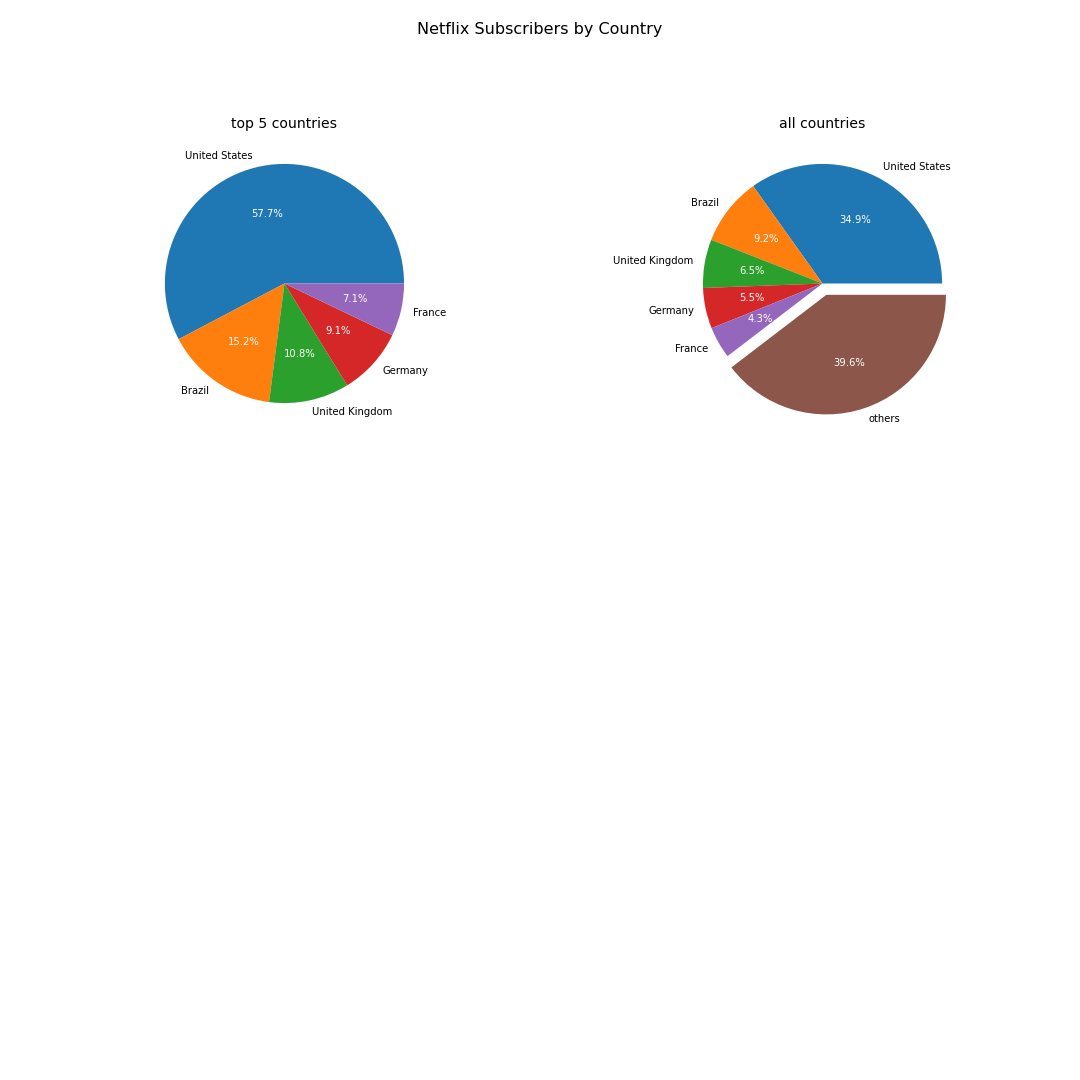 Netflix Subscribers by Country
top 5 countries
United States
57.7%
7.1%
France
9.1%
15.2%
10.8%
Germany
Brazil
United Kingdom
all countries
United States
Brazil
34.9%
9.2%
United Kingdom
6.5%
5.5%
Germany
4.3%
France
39.6%
others